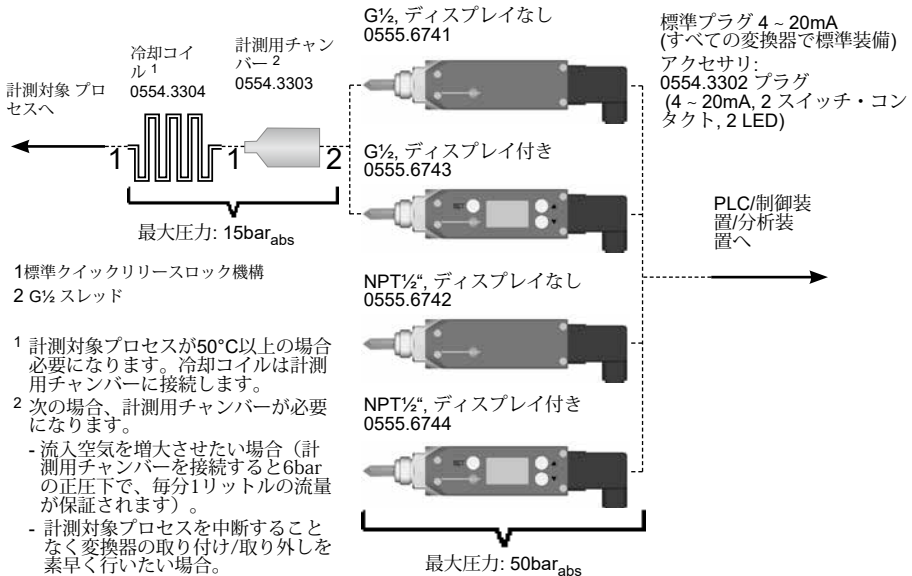 計測対象 プロ
セスへ
冷却コイ
ル 1
0554.3304
計測用チャン
バー 2
0554.3303
1
1
2
最大圧力: 15bar abs
1標準クイックリリースロック機構
2 G½ スレッド
1 計測対象プロセスが50°C以上の場合
必要になります。冷却コイルは計測
用チャンバーに接続します。
2 次の場合、計測用チャンバーが必要
になります。
- 流入空気を増大させたい場合（計
測用チャンバーを接続すると6bar
の正圧下で、毎分1リットルの流量
が保証されます）。
- 計測対象プロセスを中断すること
なく変換器の取り付け/取り外しを
素早く行いたい場合。
G½, ディスプレイなし
0555.6741
G½, ディスプレイ付き
0555.6743
NPT½“, ディスプレイなし
0555.6742
NPT½“, ディスプレイ付き
0555.6744
最大圧力: 50bar abs
標準プラグ 4 ~ 20mA
(すべての変換器で標準装備)
アクセサリ:
0554.3302 プラグ
(4 ~ 20mA, 2 スイッチ・コン
タクト, 2 LED)
PLC/制御装
置/分析装
置へ